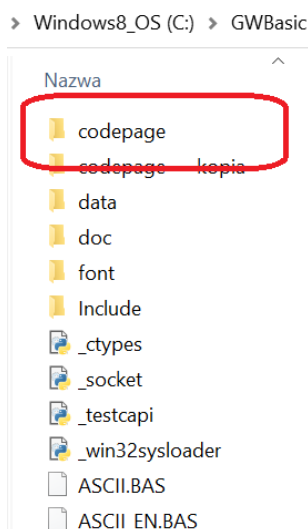 > Windows8_OS (C:) > GWBasic
Nazwa
codepage
codepage — kopia
data
doc
font
Include
_ctypes
_socket
_testcapi
_win32sysloader
ASCII.BAS
ASCII_EN.BAS